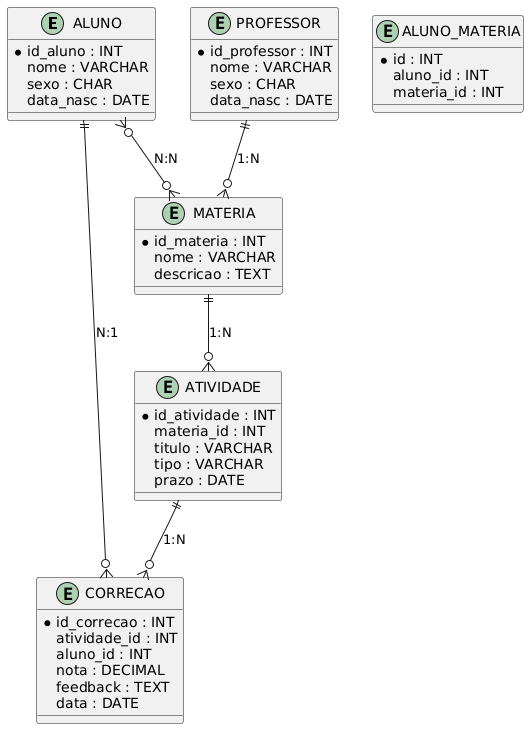 E ALUNO
id_aluno : INT
nome : VARCHAR
sexo : CHAR
data_nasc : DATE
E PROFESSOR
id_professor : INT
nome : VARCHAR
sexo : CHAR
data_nasc : DATE
E ALUNO_MATERIA
id : INT
aluno_id : INT
materia_id : INT
N:N
1:N
E MATERIA
id_materia : INT
nome : VARCHAR
descricao : TEXT
N:1
1:N
E ATIVIDADE
id_atividade : INT
materia_id : INT
titulo : VARCHAR
tipo : VARCHAR
prazo : DATE
1:N
E CORRECAO
id_correcao : INT
atividade_id : INT
aluno_id : INT
nota : DECIMAL
feedback : TEXT
data : DATE